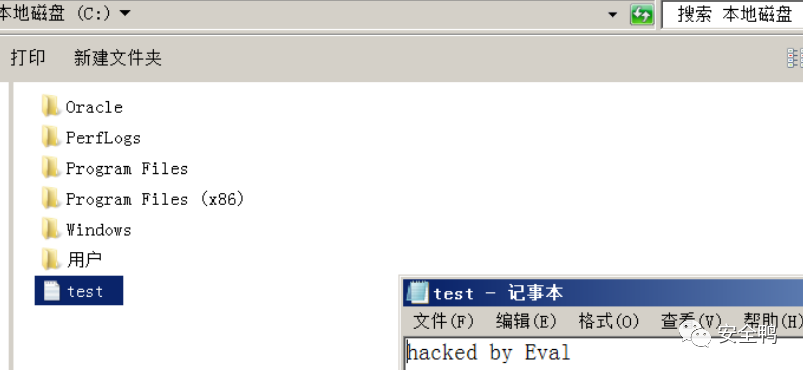 本地磁盘 (C:)
搜索 本地磁盘
打印 新建文件夹
Oracle
PerfLogs
Program Files
Program Files (x86)
Windows
用户
test
test - 记事本
文件(F) 编辑(E) 格式(O) 查看(V) 帮助(H)
安全鸭
hacked by Eval